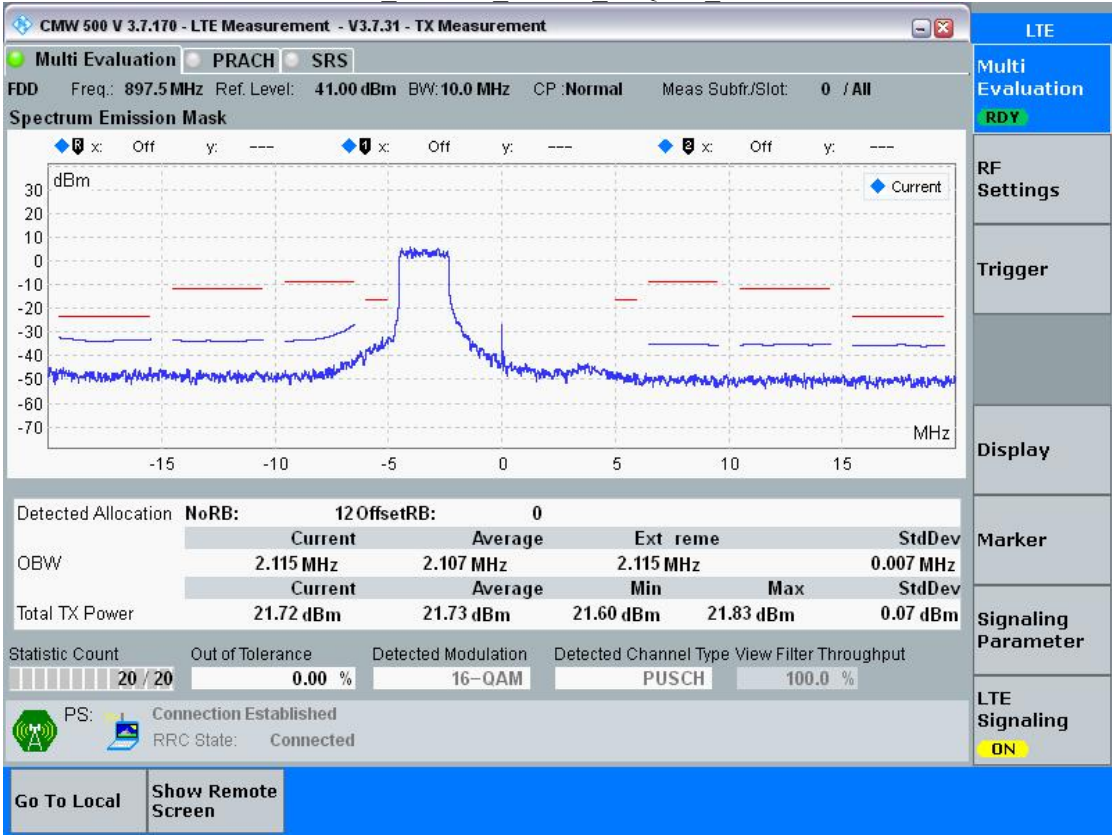 CMW 500 V 3.7.170 - LTE Measurement - V3.7.31 - TX Measurement
LTE
Multi Evaluation PRACH SRS
Multi
Evaluation
RDY
FDD Freq.: 897.5 MHz Ref. Level: 41.00 dBm BW: 10.0 MHz CP :Normal Meas Subfr./Slot: 0 / All
Spectrum Emission Mask
R x: Off y: --- 1 x: Off y: --- 2 x: Off y: ---
dBm
Current
30
20
10
0
-10
-20
-30
-40
-50
-60
-70
MHz
-15 -10 -5 0 5 10 15
RF
Settings
Trigger
Display
Marker
Signaling
Parameter
LTE
Signaling
ON
Detected Allocation NoRB: 12 OffsetRB: 0
Current Average Ext reme StdDev
OBW 2.115 MHz 2.107 MHz 2.115 MHz 0.007 MHz
Current Average Min Max StdDev
Total TX Power 21.72 dBm 21.73 dBm 21.60 dBm 21.83 dBm 0.07 dBm
Statistic Count Out of Tolerance Detected Modulation Detected Channel Type View Filter Throughput
20 / 20 0.00 % 16-QAM PUSCH 100.0 %
PS: Connection Established
RRC State: Connected
Go To Local
Show Remote
Screen